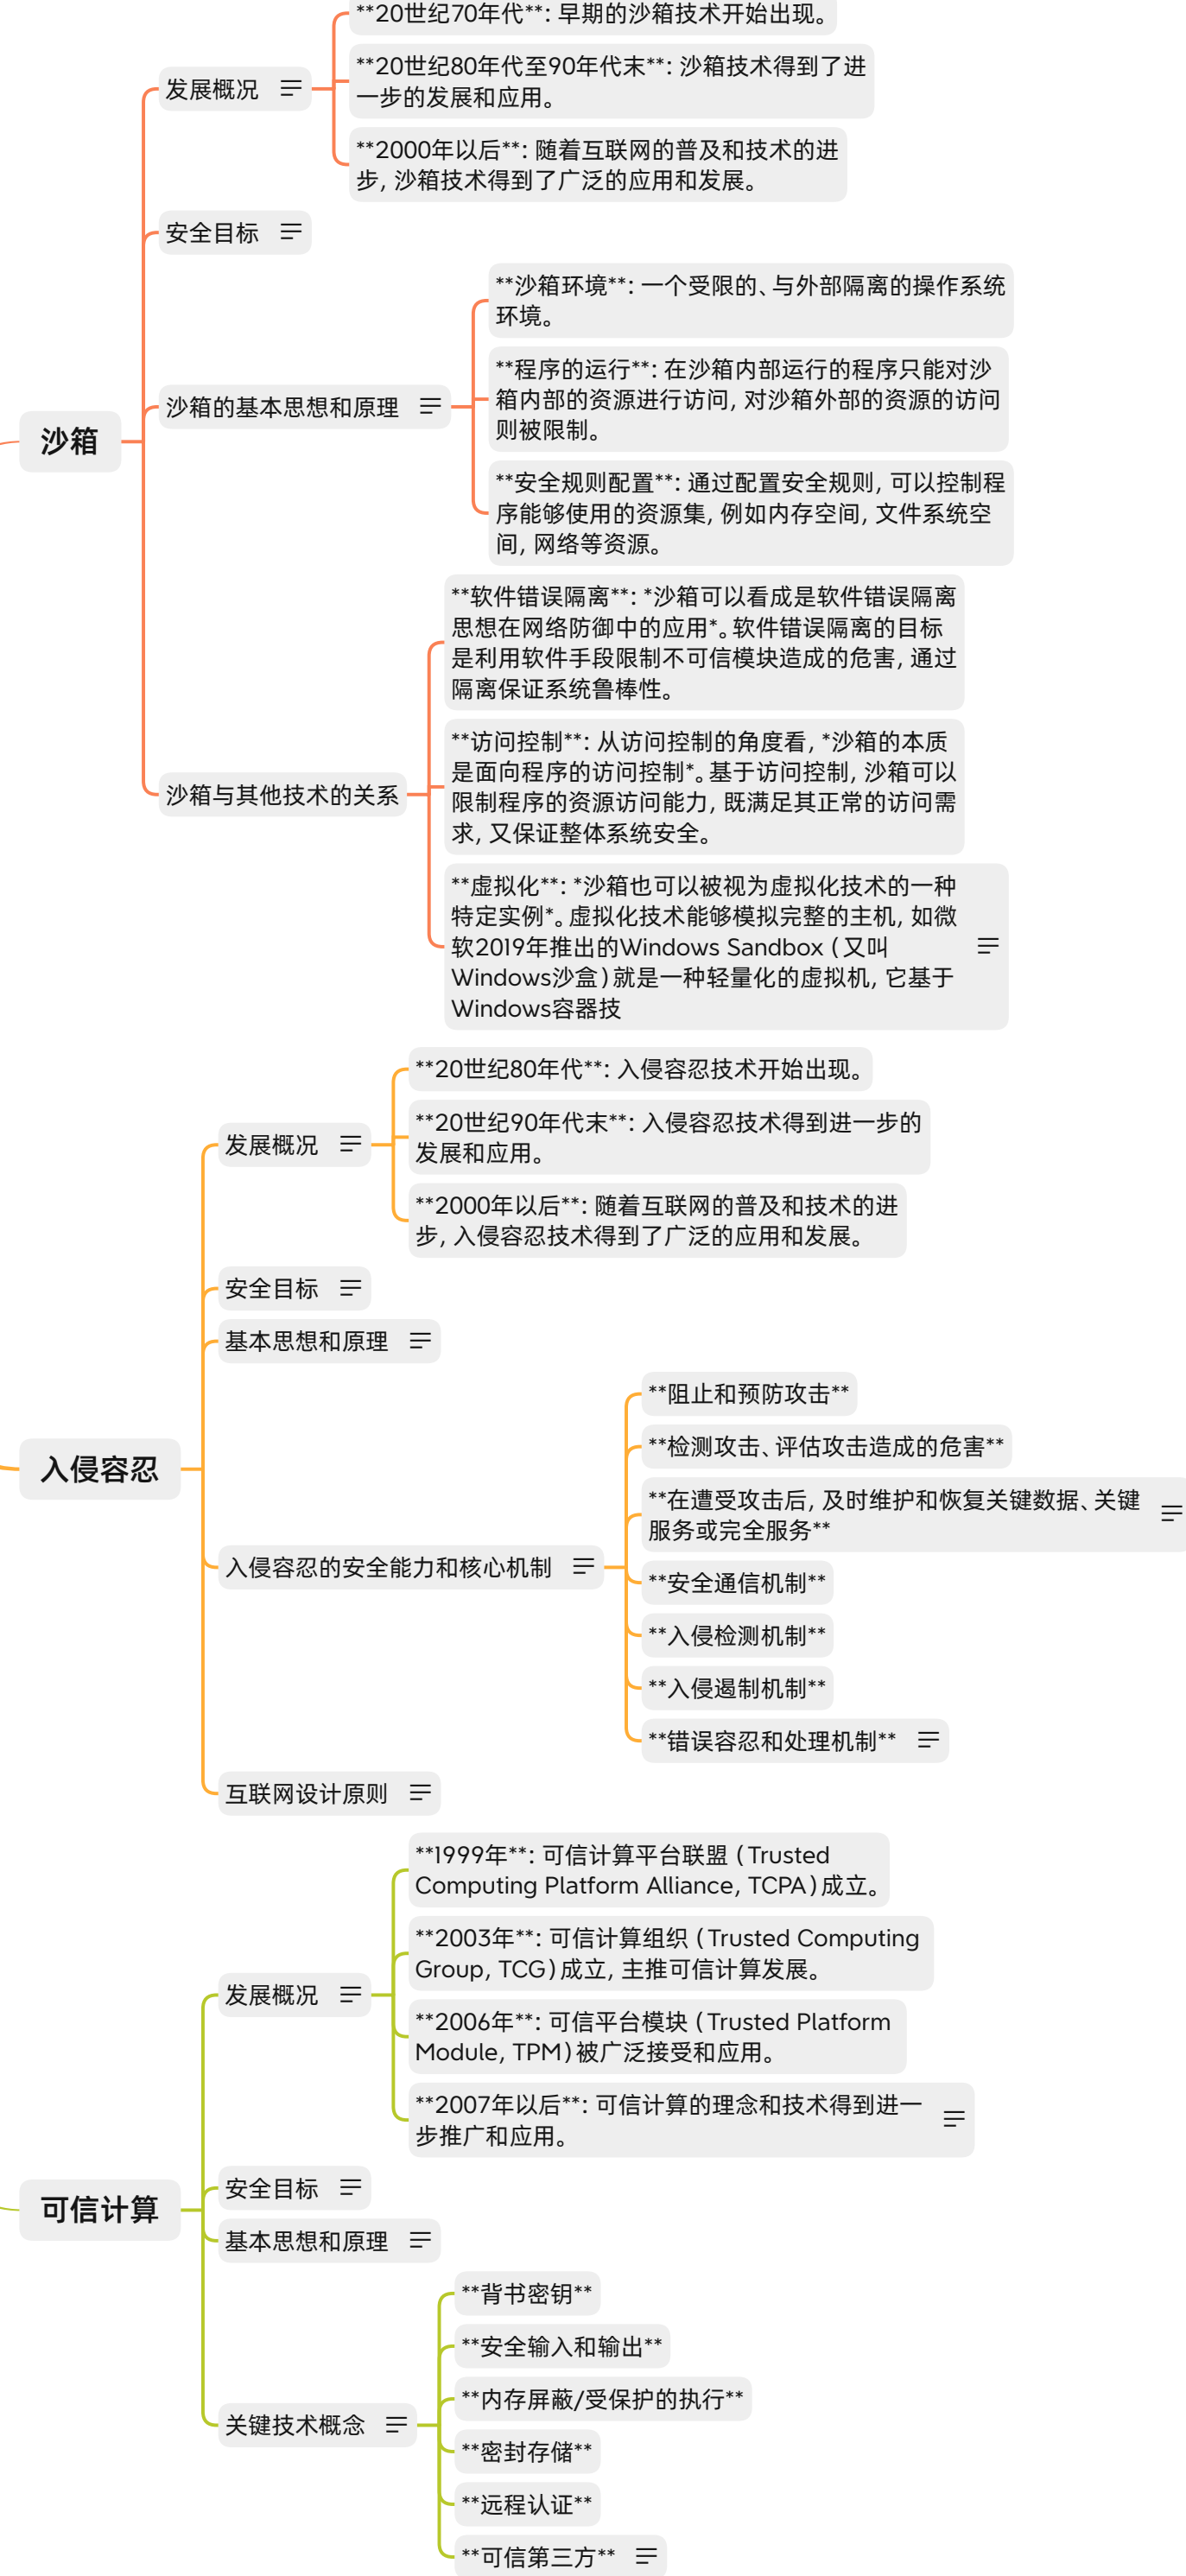 **20世纪70年代**：早期的沙箱技术开始出现。
发展概况
**20世纪80年代至90年代末**：沙箱技术得到了进
一步的发展和应用。
**2000年以后**：随着互联网的普及和技术的进
步，沙箱技术得到了广泛的应用和发展。
安全目标
**沙箱环境**：一个受限的、与外部隔离的操作系统
环境。
沙箱的基本思想和原理
**程序的运行**：在沙箱内部运行的程序只能对沙
箱内部的资源进行访问，对沙箱外部的资源的访问
则被限制。
沙箱
**安全规则配置**：通过配置安全规则，可以控制程
序能够使用的资源集，例如内存空间，文件系统空
间，网络等资源。
**软件错误隔离**：*沙箱可以看成是软件错误隔离
思想在网络防御中的应用*。软件错误隔离的目标
是利用软件手段限制不可信模块造成的危害，通过
隔离保证系统鲁棒性。
沙箱与其他技术的关系
**访问控制**：从访问控制的角度看，*沙箱的本质
是面向程序的访问控制*。基于访问控制，沙箱可以
限制程序的资源访问能力，既满足其正常的访问需
求，又保证整体系统安全。
**虚拟化**：*沙箱也可以被视为虚拟化技术的一种
特定实例*。虚拟化技术能够模拟完整的主机，如微
软2019年推出的Windows Sandbox（又叫
Windows沙盒）就是一种轻量化的虚拟机，它基于
Windows容器技
**20世纪80年代**：入侵容忍技术开始出现。
发展概况
**20世纪90年代末**：入侵容忍技术得到进一步的
发展和应用。
**2000年以后**：随着互联网的普及和技术的进
步，入侵容忍技术得到了广泛的应用和发展。
安全目标
基本思想和原理
入侵容忍
**阻止和预防攻击**
**检测攻击、评估攻击造成的危害**
**在遭受攻击后，及时维护和恢复关键数据、关键
服务或完全服务**
入侵容忍的安全能力和核心机制
**安全通信机制**
**入侵检测机制**
**入侵遏制机制**
**错误容忍和处理机制**
互联网设计原则
**1999年**：可信计算平台联盟（Trusted
Computing Platform Alliance，TCPA）成立。
**2003年**：可信计算组织（Trusted Computing
Group，TCG）成立，主推可信计算发展。
发展概况
**2006年**：可信平台模块（Trusted Platform
Module，TPM）被广泛接受和应用。
**2007年以后**：可信计算的理念和技术得到进一
步推广和应用。
可信计算
安全目标
基本思想和原理
**背书密钥**
**安全输入和输出**
**内存屏蔽/受保护的执行**
关键技术概念
**密封存储**
**远程认证**
**可信第三方**